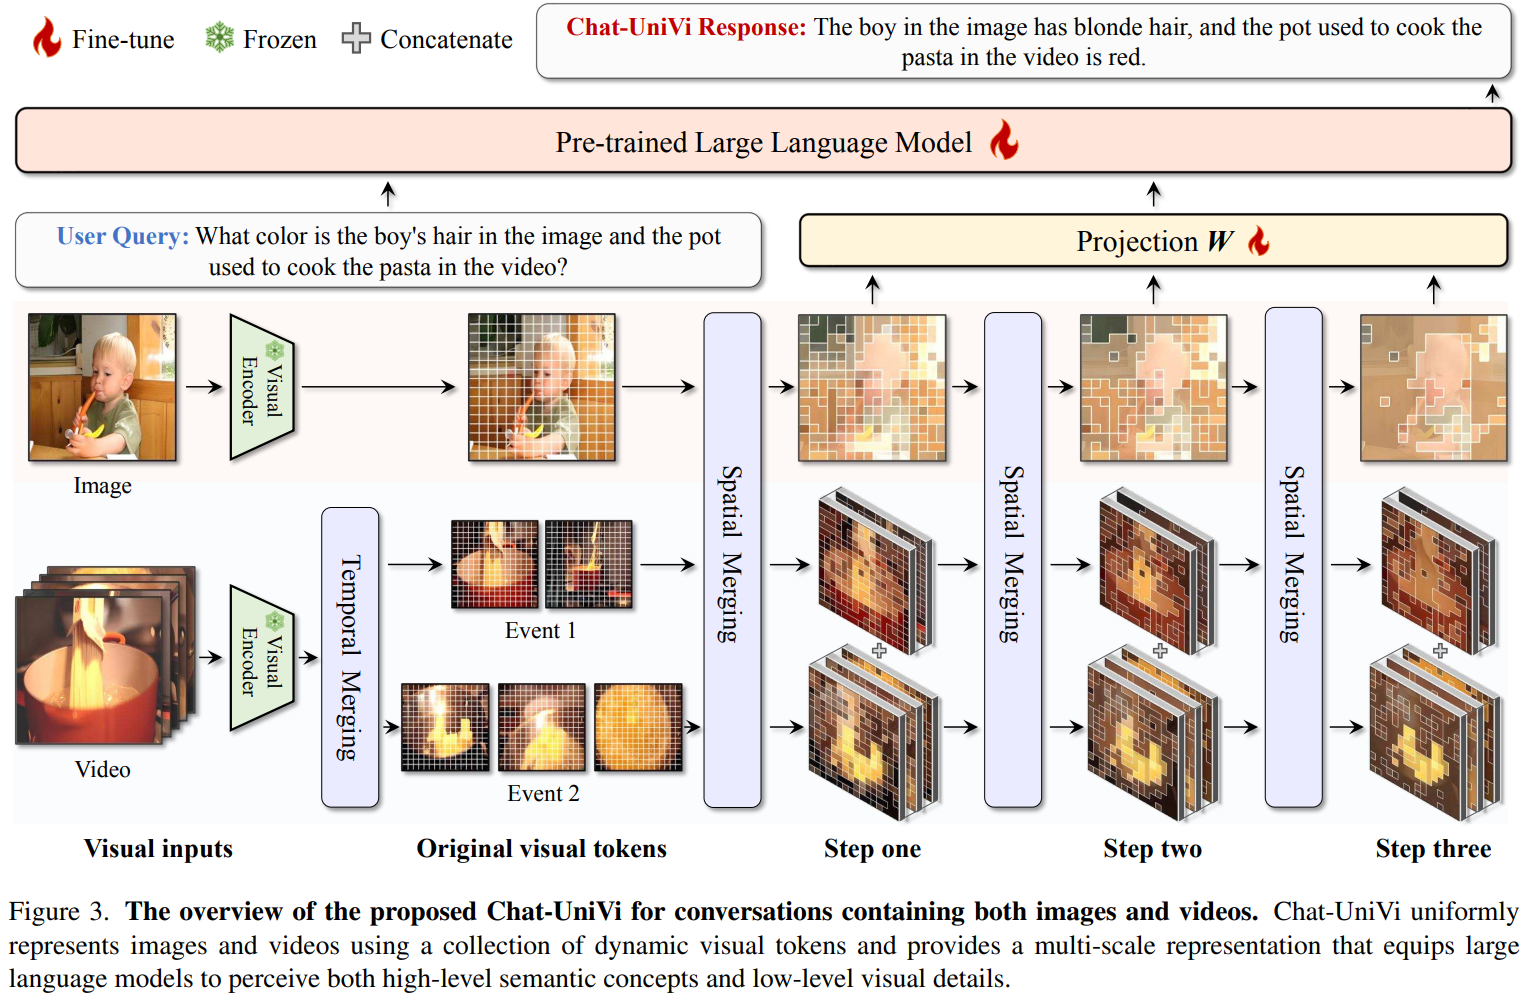 Fine-tune
Frozen
Concatenate
Chat-UniVi Response: The boy in the image has blonde hair, and the pot used to cook the
pasta in the video is red.
Pre-trained Large Language Model
User Query: What color is the boy's hair in the image and the pot
used to cook the pasta in the video?
Projection W
Image
Visual
Encoder
Spatial Merging
Spatial Merging
Spatial Merging
Video
Visual
Encoder
Temporal Merging
Event 1
Event 2
Visual inputs
Original visual tokens
Step one
Step two
Step three
Figure 3. The overview of the proposed Chat-UniVi for conversations containing both images and videos. Chat-UniVi uniformly
represents images and videos using a collection of dynamic visual tokens and provides a multi-scale representation that equips large
language models to perceive both high-level semantic concepts and low-level visual details.